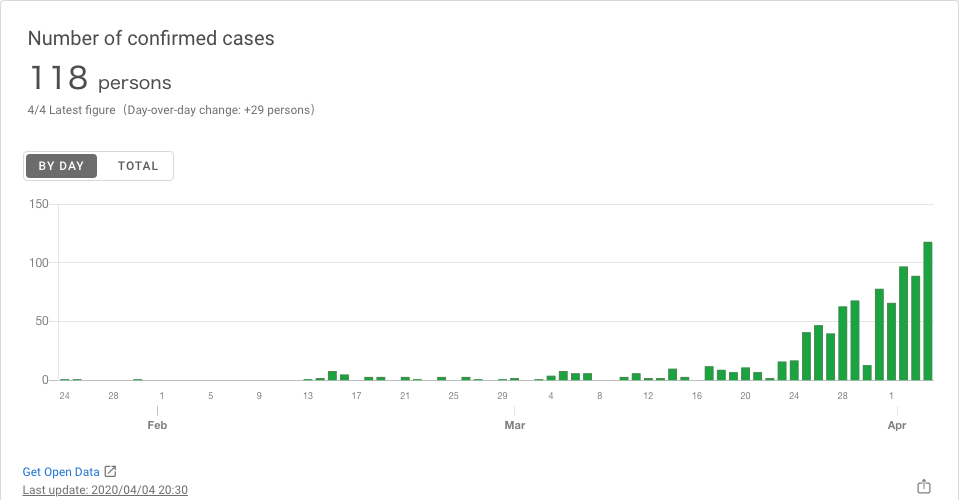 Number of confirmed cases
118 persons
4/4 Latest figure（Day-over-day change: +29 persons）
BY DAY TOTAL
150
100
50
0
24 28 1 5 9 13 17 21 25 29 4 8 12 16 20 24 28 1
Feb Mar Apr
Get Open Data
Last update: 2020/04/04 20:30